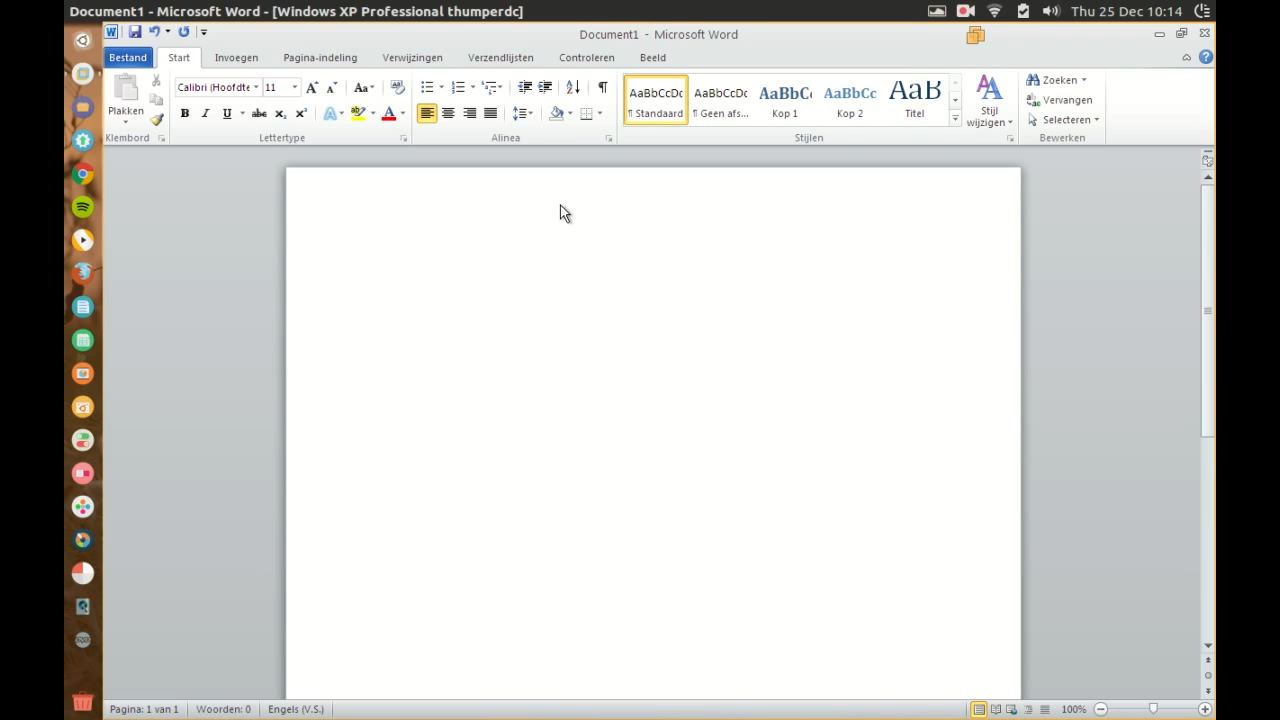 Document1 - Microsoft Word - [Windows XP Professional thumperdc]
Thu 25 Dec 10:14
Document1 - Microsoft Word
Bestand Start Invoegen Pagina-indeling Verwijzingen Verzendlijsten Controleren Beeld
Plakken
Klembord
Calibri (Hoofdte 11
Lettertype
Alinea
AaBbCcDc AaBbCcDc AaBbC AaBbCc AaB
¶ Standaard ¶ Geen afs... Kop 1 Kop 2 Titel
Stijlen
Stijl
wijzigen
Zoeken
Vervangen
Selecteren
Bewerken
Pagina: 1 van 1 Woorden: 0 Engels (V.S.) 100%